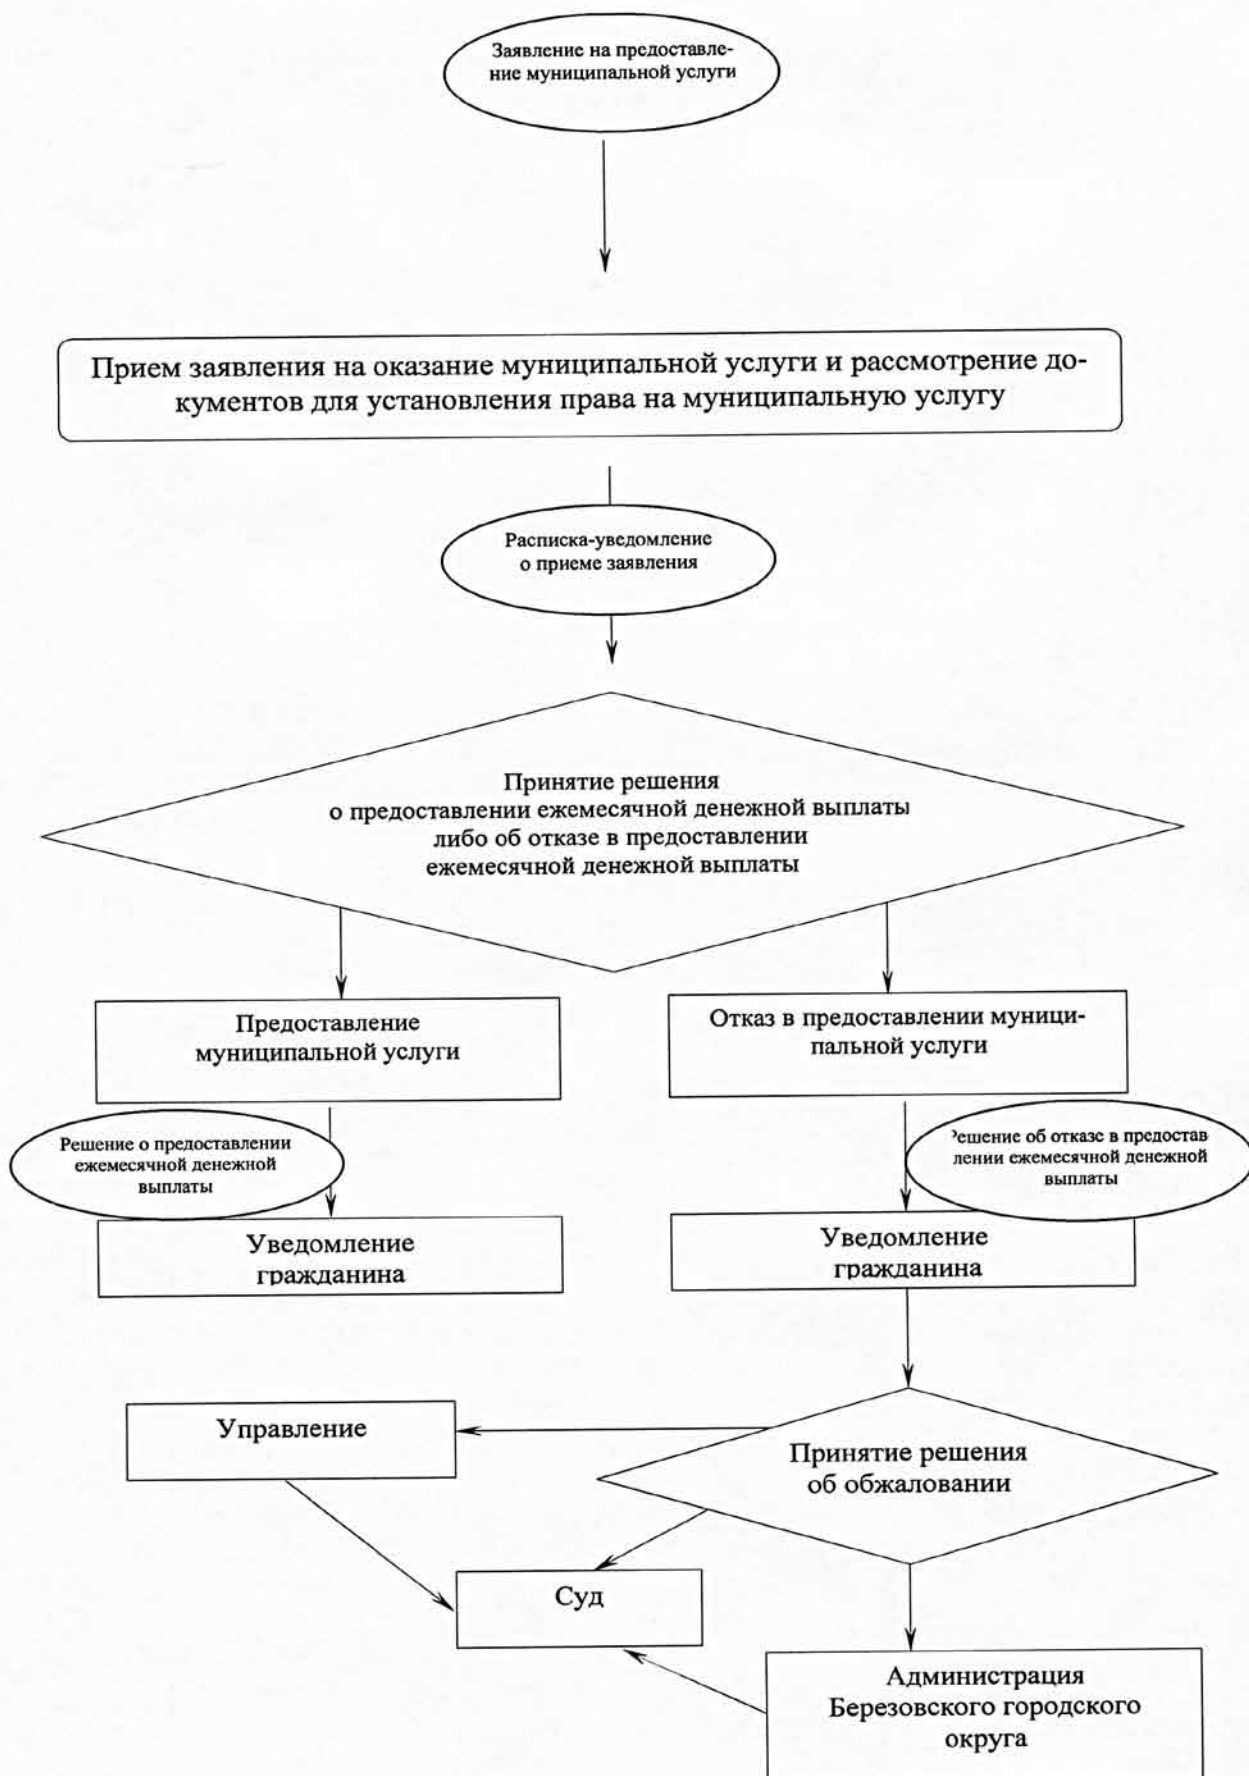 Заявление на предоставле-
ние муниципальной услуги
Прием заявления на оказание муниципальной услуги и рассмотрение до-
кументов для установления права на муниципальную услугу
Расписка-уведомление
о приеме заявления
Принятие решения
о предоставлении ежемесячной денежной выплаты
либо об отказе в предоставлении
ежемесячной денежной выплаты
Предоставление
муниципальной услуги
Отказ в предоставлении муници-
пальной услуги
Решение о предоставлении
ежемесячной денежной
выплаты
Решение об отказе в предостав
лении ежемесячной денежной
выплаты
Уведомление
гражданина
Уведомление
гражданина
Управление
Принятие решения
об обжаловании
Суд
Администрация
Березовского городского
округа